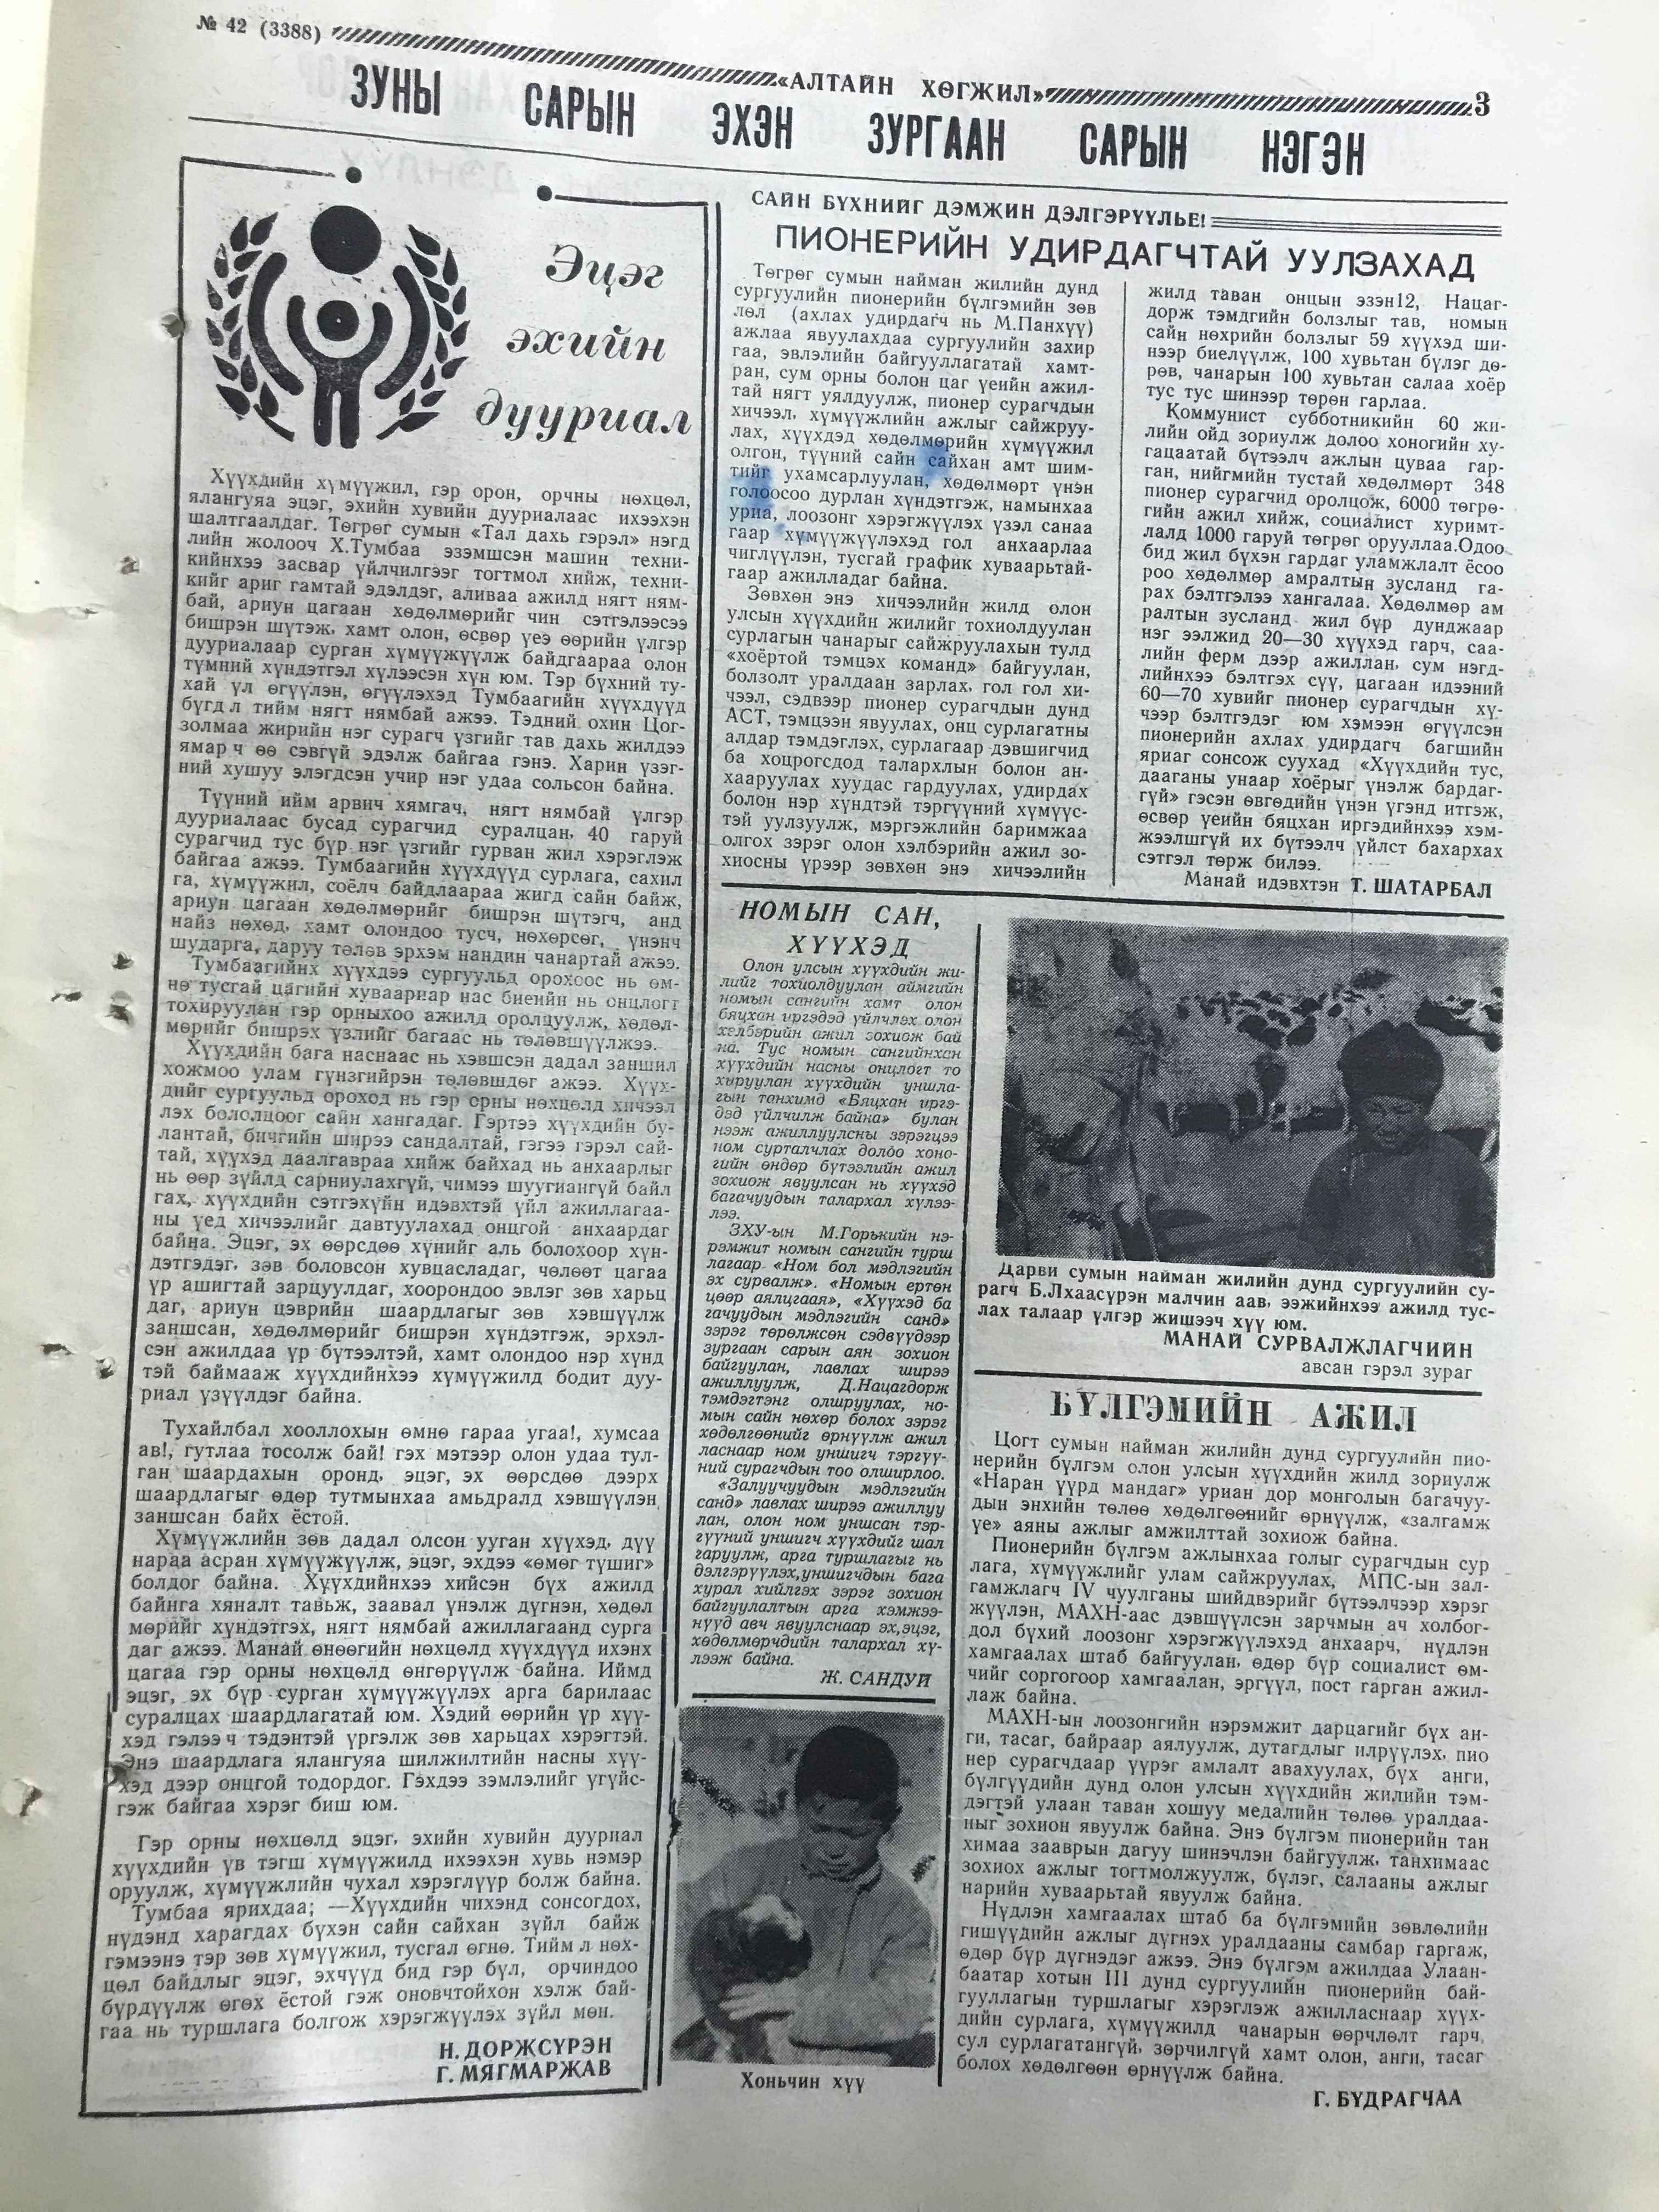 № 42 (3388)
«АЛТАЙН ХӨГЖИЛ»
3
ЗУНЫ САРЫН ЭХЭН ЗУРГААН САРЫН НЭГЭН
Эцэг
эхийн
дууриал
Хүүхдийн хүмүүжил, гэр орон, орчны нөхцөл,
ялангуяа эцэг, эхийн хувийн дууриалаас ихээхэн
шалтгаалдаг. Төгрөг сумын «Тал дахь гэрэл» нэгд
лийн жолооч Х.Тумбаа эзэмшсэн машин техни-
кийнхээ засвар үйлчилгээг тогтмол хийж, техни-
кийг ариг гамтай эдэлдэг, аливаа ажилд нягт ням-
бай, ариун цагаан хөдөлмөрийг чин сэтгэлээсээ
бишрэн шүтэж, хамт олон, өсвөр үеэ өөрийн үлгэр
дууриалаар сурган хүмүүжүүлж байдгаараа олон
түмний хүндэтгэл хүлээсэн хүн юм. Тэр бүхний ту-
хай үл өгүүлэн, өгүүлэхэд Тумбаагийн хүүхдүүд
бүгд л тийм нягт нямбай ажээ. Тэдний охин Цог-
золмаа жирийн нэг сурагч үзгийг тав дахь жилдээ
ямар ч өө сэвгүй эдэлж байгаа гэнэ. Харин үзэг-
ний хушуу элэгдсэн учир нэг удаа сольсон байна.
Түүний ийм арвич хямгач, нягт нямбай үлгэр
дууриалаас бусад сурагчид суралцан, 40 гаруй
сурагчид тус бүр нэг үзгийг гурван жил хэрэглэж
байгаа ажээ. Тумбаагийн хүүхдүүд сурлага, сахил
га, хүмүүжил, соёлч байдлаараа жигд сайн байж,
ариун цагаан хөдөлмөрийг бишрэн шүтэгч, анд
найз нөхөд, хамт олондоо тусч, нөхөрсөг, үнэнч
шударга, даруу төлөв эрхэм нандин чанартай ажээ.
Тумбаагийнх хүүхдээ сургуульд орохоос нь өм-
нө тусгай цагийн хуваариар нас биеийн нь онцлогт
тохируулан гэр орныхоо ажилд оролцуулж, хөдөл-
мөрийг бишрэх үзлийг багаас нь төлөвшүүлжээ.
Хүүхдийн бага наснаас нь хэвшсэн дадал заншил
хожмоо улам гүнзгийрэн төлөвшдөг ажээ. Хүүх-
дийг сургуульд ороход нь гэр орны нөхцөлд хичээл
лэх бололцоог сайн хангадаг. Гэртээ хүүхдийн бу-
лантай, бичгийн ширээ сандалтай, гэгээ гэрэл сай-
тай, хүүхэд даалгавраа хийж байхад нь анхаарлыг
нь өөр зүйлд сарниулахгүй, чимээ шуугиангүй байл
гах, хүүхдийн сэтгэхүйн идэвхтэй үйл ажиллагаа-
ны үед хичээлийг давтуулахад онцгой анхаардаг
байна. Эцэг, эх өөрсдөө хүнийг аль болохоор хүн-
дэтгэдэг, зөв боловсон хувцасладаг, чөлөөт цагаа
үр ашигтай зарцуулдаг, хоорондоо эвлэг зөв харьц
даг, ариун цэврийн шаардлагыг зөв хэвшүүлж
заншсан, хөдөлмөрийг бишрэн хүндэтгэж, эрхэл-
сэн ажилдаа үр бүтээлтэй, хамт олондоо нэр хүнд
тэй баймааж хүүхдийнхээ хүмүүжилд бодит дуу-
риал үзүүлдэг байна.
Тухайлбал хооллохын өмнө гараа угаа!, хумсаа
ав!, гутлаа тосолж бай! гэх мэтээр олон удаа тул-
ган шаардахын оронд, эцэг, эх өөрсдөө дээрх
шаардлагыг өдөр тутмынхаа амьдралд хэвшүүлэн
заншсан байх ёстой.
Хүмүүжлийн зөв дадал олсон ууган хүүхэд, дүү
нараа асран хүмүүжүүлж, эцэг, эхдээ «өмөг түшиг»
болдог байна. Хүүхдийнхээ хийсэн бүх ажилд
байнга хяналт тавьж, заавал үнэлж дүгнэн, хөдөл
мөрийг хүндэтгэх, нягт нямбай ажиллагаанд сурга
даг ажээ. Манай өнөөгийн нөхцөлд хүүхдүүд ихэнх
цагаа гэр орны нөхцөлд өнгөрүүлж байна. Иймд
эцэг, эх бүр сурган хүмүүжүүлэх арга барилаас
суралцах шаардлагатай юм. Хэдий өөрийн үр хүү-
хэд гэлээ ч тэдэнтэй үргэлж зөв харьцах хэрэгтэй.
Энэ шаардлага ялангуяа шилжилтийн насны хүү-
хэд дээр онцгой тодордог. Гэхдээ зэмлэлийг үгүйс-
гэж байгаа хэрэг биш юм.
Гэр орны нөхцөлд эцэг, эхийн хувийн дууриал
хүүхдийн үв тэгш хүмүүжилд ихээхэн хувь нэмэр
оруулж, хүмүүжлийн чухал хэрэглүүр болж байна.
Тумбаа ярихдаа; —Хүүхдийн чихэнд сонсогдох,
нүдэнд харагдах бүхэн сайн сайхан зүйл байж
гэмээнэ тэр зөв хүмүүжил, тусгал өгнө. Тийм л нөх-
цөл байдлыг эцэг, эхчүүд бид гэр бүл, орчиндоо
бүрдүүлж өгөх ёстой гэж оновчтойхон хэлж бай-
гаа нь туршлага болгож хэрэгжүүлэх зүйл мөн.
Н. ДОРЖСҮРЭН
Г. МЯГМАРЖАВ
САЙН БҮХНИЙГ ДЭМЖИН ДЭЛГЭРҮҮЛЬЕ!
ПИОНЕРИЙН УДИРДАГЧТАЙ УУЛЗАХАД
Төгрөг сумын найман жилийн дунд
сургуулийн пионерийн бүлгэмийн зөв
лөл (ахлах удирдагч нь М.Панхүү)
ажлаа явуулахдаа сургуулийн захир
гаа, эвлэлийн байгууллагатай хамт-
ран, сум орны болон цаг үеийн ажил-
тай нягт уялдуулж, пионер сурагчдын
хичээл, хүмүүжлийн ажлыг сайжруу-
лах, хүүхдэд хөдөлмөрийн хүмүүжил
олгон, түүний сайн сайхан амт шим-
тийг ухамсарлуулан, хөдөлмөрт үнэн
голоосоо дурлан хүндэтгэж, намынхаа
уриа, лоозонг хэрэгжүүлэх үзэл санаа
гаар хүмүүжүүлэхэд гол анхаарлаа
чиглүүлэн, тусгай график хуваарьтай-
гаар ажилладаг байна.
Зөвхөн энэ хичээлийн жилд олон
улсын хүүхдийн жилийг тохиолдуулан
сурлагын чанарыг сайжруулахын тулд
«хоёртой тэмцэх команд» байгуулан,
болзолт уралдаан зарлах, гол гол хи-
чээл, сэдвээр пионер сурагчдын дунд
АСТ, тэмцээн явуулах, онц сурлагатны
алдар тэмдэглэх, сурлагаар дэвшигчид
ба хоцрогсдод талархлын болон ан-
хааруулах хуудас гардуулах, удирдах
болон нэр хүндтэй тэргүүний хүмүүс-
тэй уулзуулж, мэргэжлийн баримжаа
олгох зэрэг олон хэлбэрийн ажил зо-
хиосны үрээр зөвхөн энэ хичээлийн
жилд таван онцын эзэн12, Нацаг-
дорж тэмдгийн болзлыг тав, номын
сайн нөхрийн болзлыг 59 хүүхэд ши-
нээр биелүүлж, 100 хувьтан бүлэг дө-
рөв, чанарын 100 хувьтан салаа хоёр
тус тус шинээр төрөн гарлаа.
Коммунист субботникийн 60 жи-
лийн ойд зориулж долоо хоногийн ху-
гацаатай бүтээлч ажлын цуваа гар-
ган, нийгмийн тустай хөдөлмөрт 348
пионер сурагчид оролцож, 6000 төгрө-
гийн ажил хийж, социалист хуримт-
лалд 1000 гаруй төгрөг орууллаа.Одоо
бид жил бүхэн гардаг уламжлалт ёсоо
роо хөдөлмөр амралтын зусланд га-
рах бэлтгэлээ хангалаа. Хөдөлмөр ам
ралтын зусланд жил бүр дунджаар
нэг ээлжид 20—30 хүүхэд гарч, саа-
лийн ферм дээр ажиллан, сум нэгд-
лийнхээ бэлтгэх сүү, цагаан идээний
60—70 хувийг пионер сурагчдын хү-
чээр бэлтгэдэг юм хэмээн өгүүлсэн
пионерийн ахлах удирдагч багшийн
яриаг сонсож суухад «Хүүхдийн тус,
дааганы унаар хоёрыг үнэлж бардаг-
гүй» гэсэн өвгөдийн үнэн үгэнд итгэж,
өсвөр үеийн бяцхан иргэдийнхээ хэм-
жээлшгүй их бүтээлч үйлст бахархах
сэтгэл төрж билээ.
Манай идэвхтэн Т. ШАТАРБАЛ
НОМЫН САН,
ХҮҮХЭД
Олон улсын хүүхдийн жи-
лийг тохиолдуулан аймгийн
номын сангийн хамт олон
бяцхан иргэдэд үйлчлэх олон
хэлбэрийн ажил зохиож бай
на. Тус номын сангийнхан
хүүхдийн насны онцлогт то
хируулан хүүхдийн уншла-
гын танхимд «Бяцхан иргэ-
дэд үйлчилж байна» булан
нээж ажиллуулсны зэрэгцээ
ном сурталчлах долоо хоно-
гийн өндөр бүтээлийн ажил
зохиож явуулсан нь хүүхэд
багачуудын талархал хүлээ-
лээ.
ЗХУ-ын М.Горькийн нэ-
рэмжит номын сангийн турш
лагаар «Ном бол мэдлэгийн
эх сурвалж». «Номын ертөн
цөөр аялцгаая», «Хүүхэд ба
гачуудын мэдлэгийн санд»
зэрэг төрөлжсөн сэдвүүдээр
зургаан сарын аян зохион
байгуулан, лавлах ширээ
ажиллуулж, Д.Нацагдорж
тэмдэгтэнг олшруулах, но-
мын сайн нөхөр болох зэрэг
хөдөлгөөнийг өрнүүлж ажил
ласнаар ном уншигч тэргүү-
ний сурагчдын тоо олширлоо.
«Залуучуудын мэдлэгийн
санд» лавлах ширээ ажиллуу
лан, олон ном уншсан тэр-
гүүний уншигч хүүхдийг шал
гаруулж, арга туршлагыг нь
дэлгэрүүлэх,уншигчдын бага
хурал хийлгэх зэрэг зохион
байгуулалтын арга хэмжээ-
нүүд авч явуулснаар эх,эцэг,
хөдөлмөрчдийн талархал хү-
лээж байна.
Ж. САНДУЙ
Хоньчин хүү
Дарви сумын найман жилийн дунд сургуулийн су-
рагч Б.Лхаасүрэн малчин аав, ээжийнхээ ажилд тус-
лах талаар үлгэр жишээч хүү юм.
МАНАЙ СУРВАЛЖЛАГЧИЙН
авсан гэрэл зураг
БҮЛГЭМИЙН АЖИЛ
Цогт сумын найман жилийн дунд сургуулийн пио-
нерийн бүлгэм олон улсын хүүхдийн жилд зориулж
«Наран үүрд мандаг» уриан дор монголын багачуу-
дын энхийн төлөө хөдөлгөөнийг өрнүүлж, «залгамж
үе» аяны ажлыг амжилттай зохиож байна.
Пионерийн бүлгэм ажлынхаа голыг сурагчдын сур
лага, хүмүүжлийг улам сайжруулах, МПС-ын зал-
гамжлагч IV чуулганы шийдвэрийг бүтээлчээр хэрэг
жүүлэн, МАХН-аас дэвшүүлсэн зарчмын ач холбог-
дол бүхий лоозонг хэрэгжүүлэхэд анхаарч, нүдлэн
хамгаалах штаб байгуулан, өдөр бүр социалист өм-
чийг соргогоор хамгаалан, эргүүл, пост гарган ажил-
лаж байна.
МАХН-ын лоозонгийн нэрэмжит дарцагийг бүх ан-
ги, тасаг, байраар аялуулж, дутагдлыг илрүүлэх, пио
нер сурагчдаар үүрэг амлалт авахуулах, бүх анги,
бүлгүүдийн дунд олон улсын хүүхдийн жилийн тэм-
дэгтэй улаан таван хошуу медалийн төлөө уралдаа-
ныг зохион явуулж байна. Энэ бүлгэм пионерийн тан
химаа зааврын дагуу шинэчлэн байгуулж, танхимаас
зохиох ажлыг тогтмолжуулж, бүлэг, салааны ажлыг
нарийн хуваарьтай явуулж байна.
Нүдлэн хамгаалах штаб ба бүлгэмийн зөвлөлийн
гишүүдийн ажлыг дүгнэх уралдааны самбар гаргаж,
өдөр бүр дүгнэдэг ажээ. Энэ бүлгэм ажилдаа Улаан-
баатар хотын III дунд сургуулийн пионерийн бай-
гууллагын туршлагыг хэрэглэж ажилласнаар хүүх-
дийн сурлага, хүмүүжилд чанарын өөрчлөлт гарч,
сул сурлагатангүй, зөрчилгүй хамт олон, анги, тасаг
болох хөдөлгөөн өрнүүлж байна.
Г. БҮДРАГЧАА